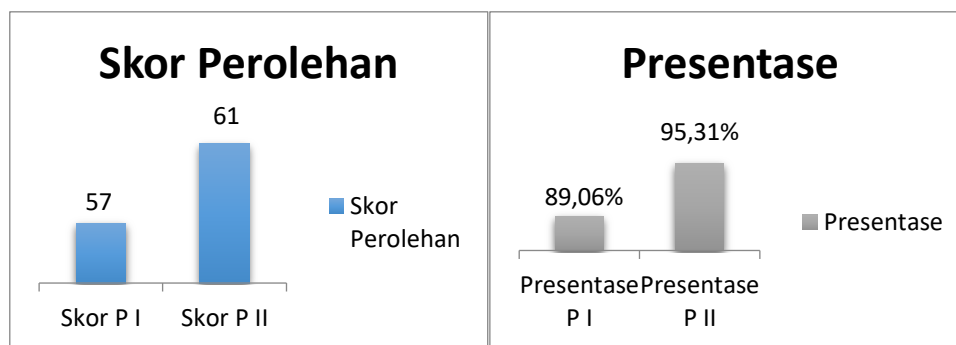 Skor Perolehan
61
57
Skor
Perolehan
Skor P I
Skor P II
Presentase
95,31%
89,06%
Presentase
Presentase
P I
Presentase
P II